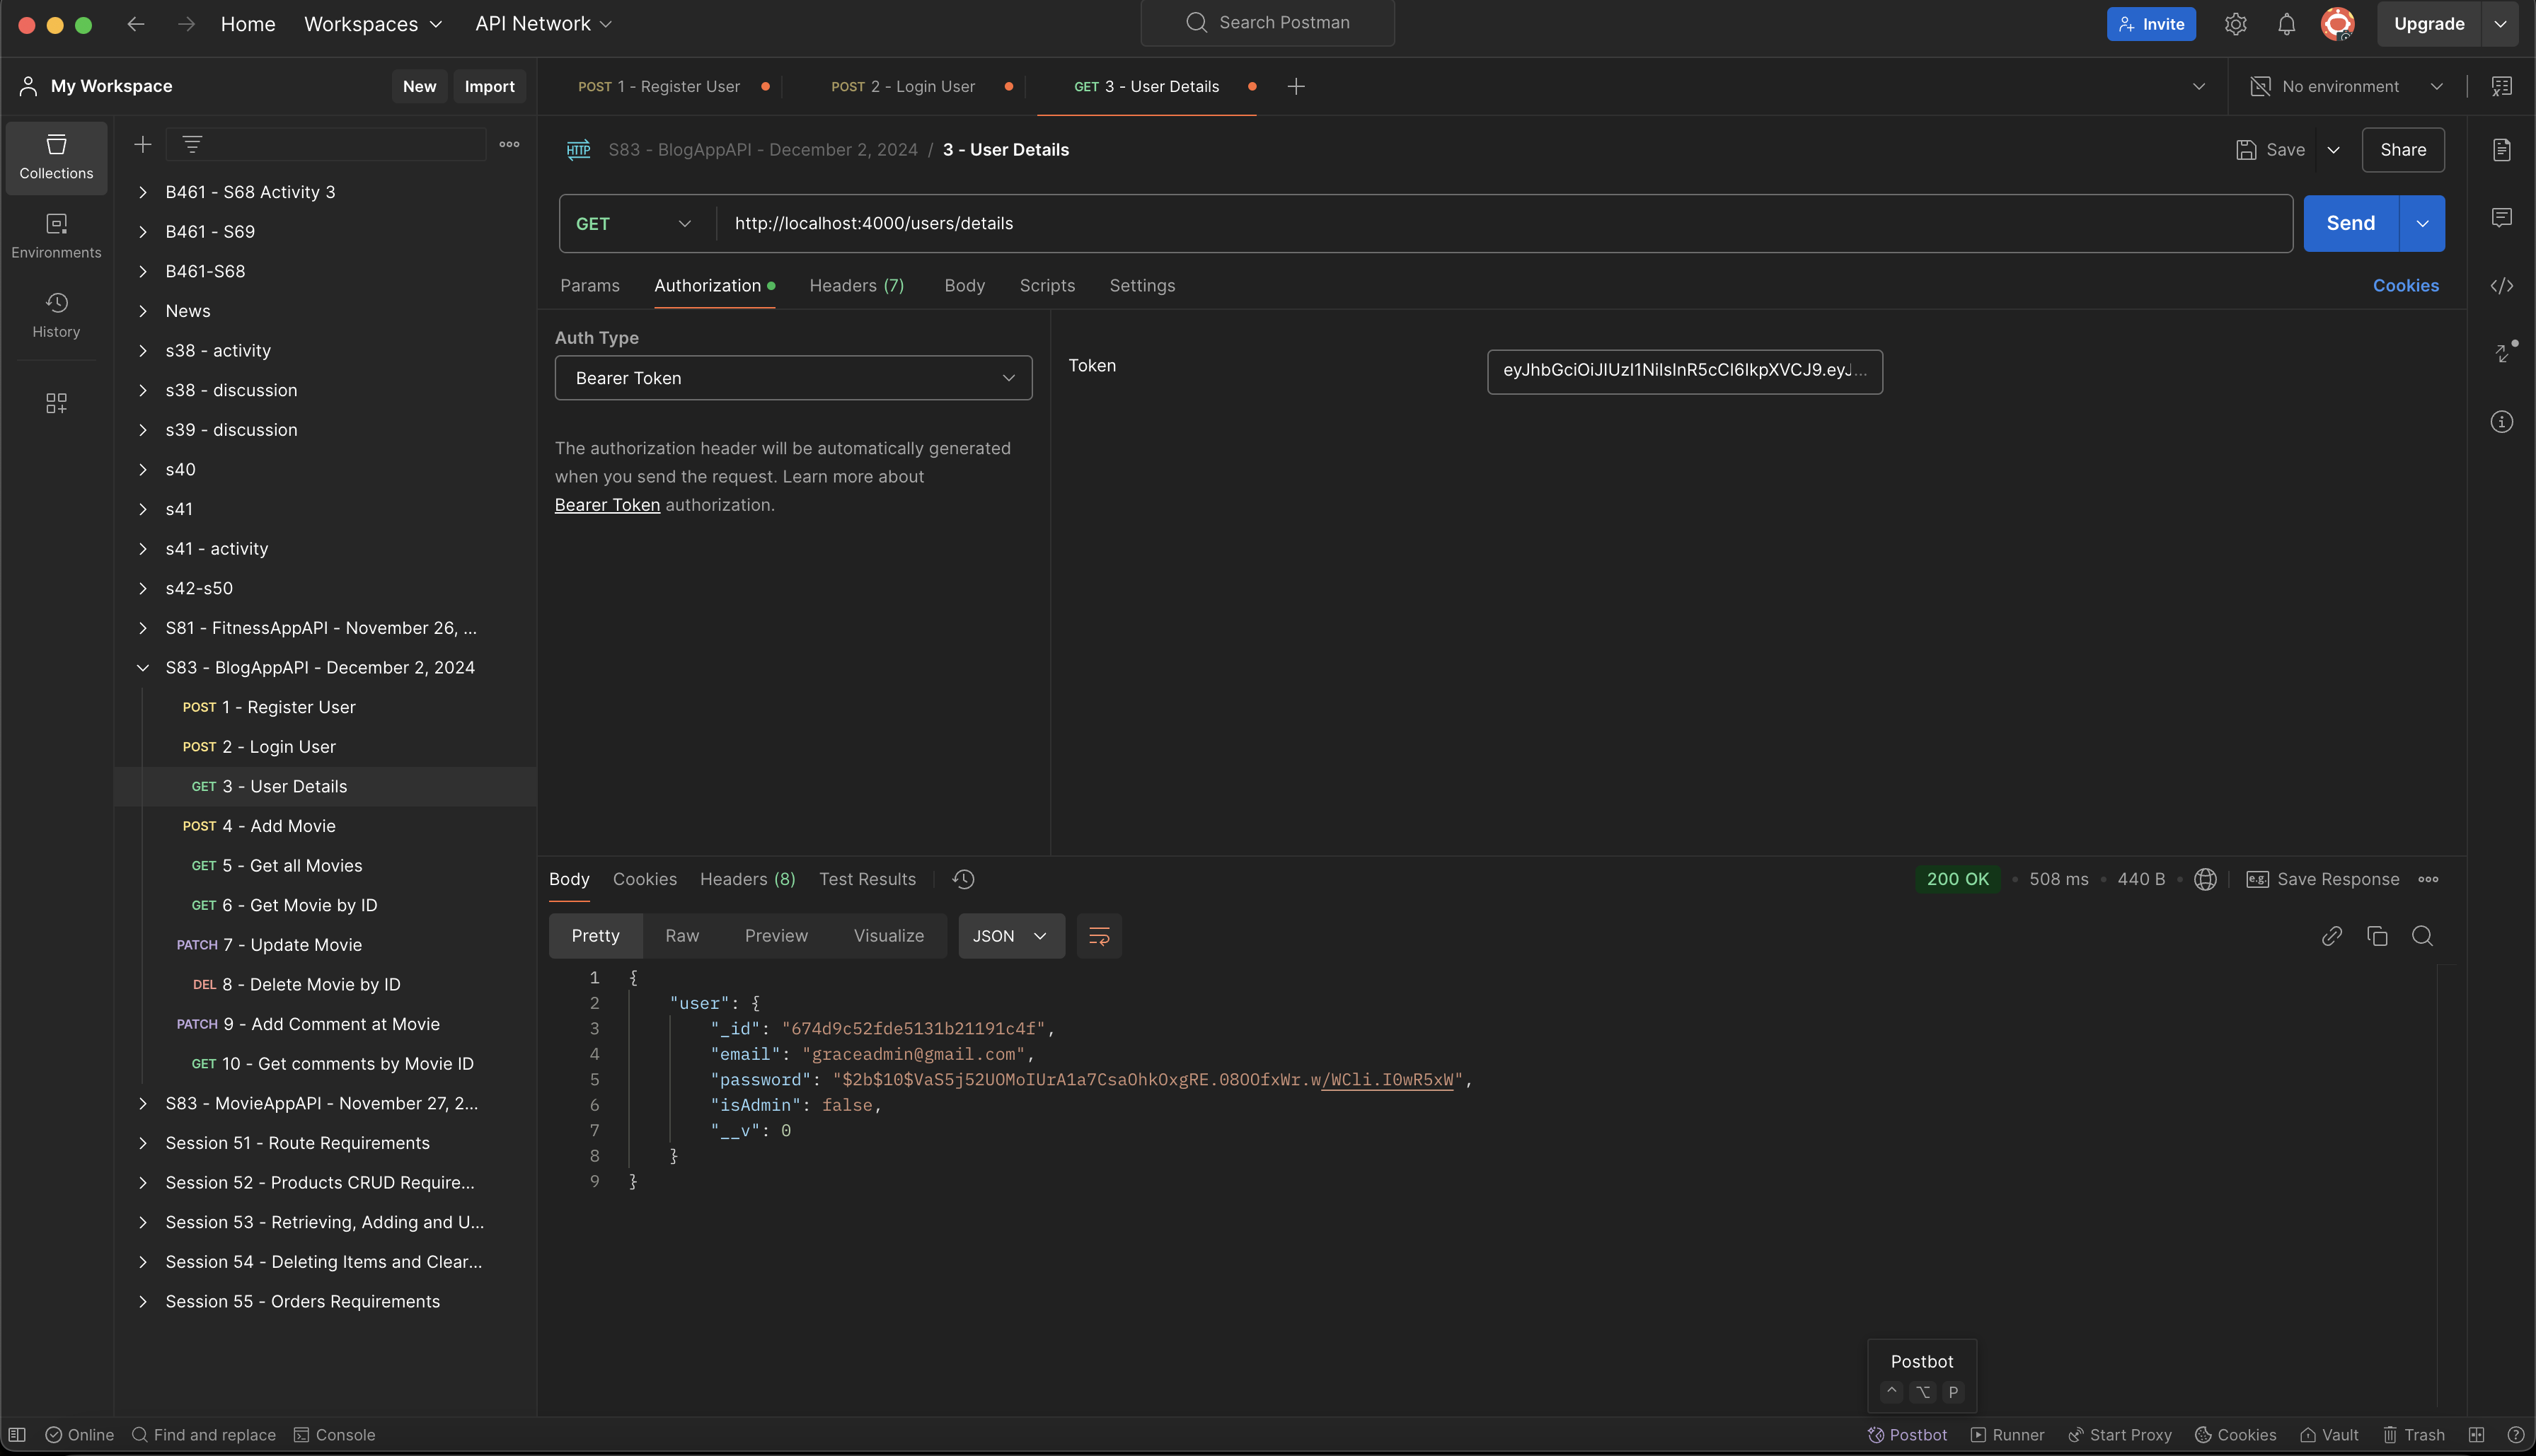 Home Workspaces API Network Search Postman Invite Upgrade
My Workspace New Import POST 1 - Register User POST 2 - Login User GET 3 - User Details No environment
Collections
Environments
History
B461 - S68 Activity 3
B461 - S69
B461-S68
News
s38 - activity
s38 - discussion
s39 - discussion
s40
s41
s41 - activity
s42-s50
S81 - FitnessAppAPI - November 26, ...
S83 - BlogAppAPI - December 2, 2024
POST 1 - Register User
POST 2 - Login User
GET 3 - User Details
POST 4 - Add Movie
GET 5 - Get all Movies
GET 6 - Get Movie by ID
PATCH 7 - Update Movie
DEL 8 - Delete Movie by ID
PATCH 9 - Add Comment at Movie
GET 10 - Get comments by Movie ID
S83 - MovieAppAPI - November 27, 2...
Session 51 - Route Requirements
Session 52 - Products CRUD Require...
Session 53 - Retrieving, Adding and U...
Session 54 - Deleting Items and Clear...
Session 55 - Orders Requirements
HTTP S83 - BlogAppAPI - December 2, 2024 / 3 - User Details Save Share
GET http://localhost:4000/users/details Send
Params Authorization Headers (7) Body Scripts Settings Cookies
Auth Type
Bearer Token
Token eyJhbGciOiJIUzI1NiIsInR5cCI6IkpXVCJ9.eyJ...
The authorization header will be automatically generated
when you send the request. Learn more about
Bearer Token authorization.
Body Cookies Headers (8) Test Results 200 OK 508 ms 440 B e.g. Save Response
Pretty Raw Preview Visualize JSON
1 {
2 "user": {
3 "_id": "674d9c52fde5131b21191c4f",
4 "email": "graceadmin@gmail.com",
5 "password": "$2b$10$VaS5j52UOMoIUrA1a7CsaOhkOxgRE.08OOfxWr.w/WCli.I0wR5xW",
6 "isAdmin": false,
7 "__v": 0
8 }
9 }
Postbot
^ ⌥ P
Online Find and replace Console Postbot Runner Start Proxy Cookies Vault Trash